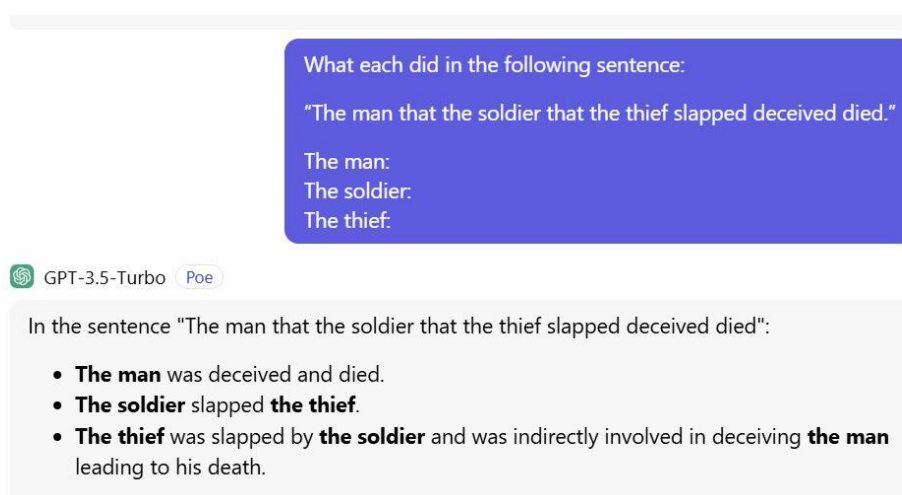 What each did in the following sentence:
“The man that the soldier that the thief slapped deceived died.”
The man:
The soldier:
The thief:
GPT-3.5-Turbo Poe
In the sentence "The man that the soldier that the thief slapped deceived died":
• The man was deceived and died.
• The soldier slapped the thief.
• The thief was slapped by the soldier and was indirectly involved in deceiving the man
leading to his death.